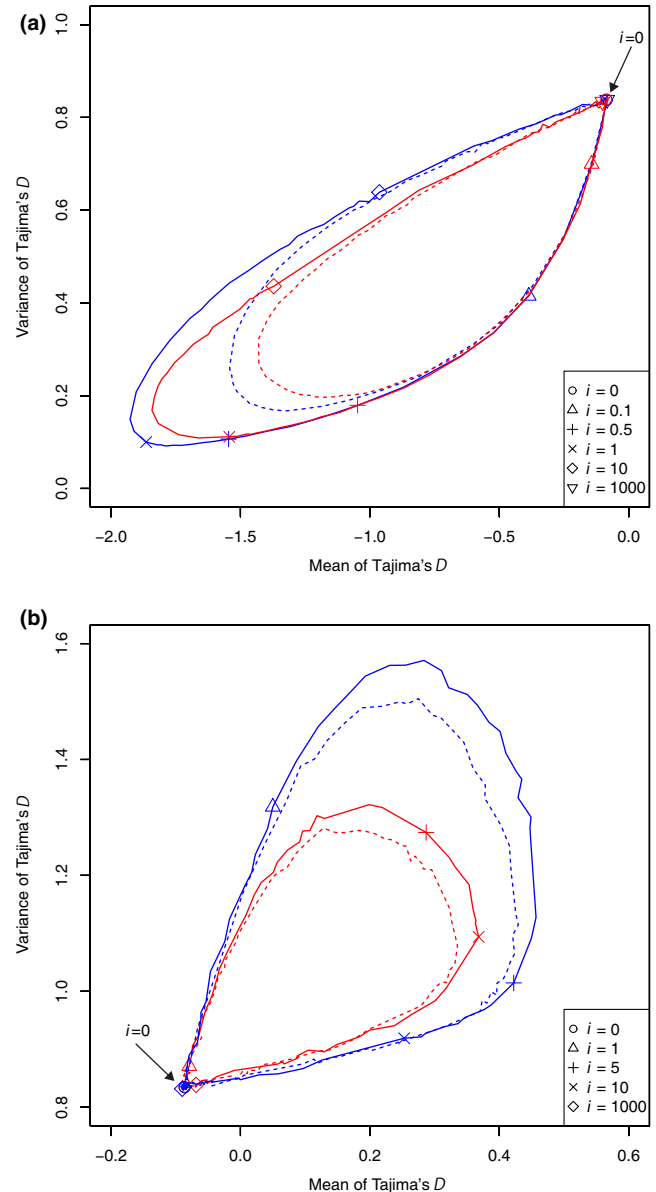 (a)
1.0
0.8
0.6
0.4
0.2
0.0
Variance of Tajima's D
i=0
i = 0
i = 0.1
i = 0.5
i = 1
i = 10
i = 1000
−2.0 −1.5 −1.0 −0.5 0.0
Mean of Tajima's D
(b)
1.6
1.4
1.2
1.0
0.8
Variance of Tajima's D
i=0
i = 0
i = 1
i = 5
i = 10
i = 1000
−0.2 0.0 0.2 0.4 0.6
Mean of Tajima's D